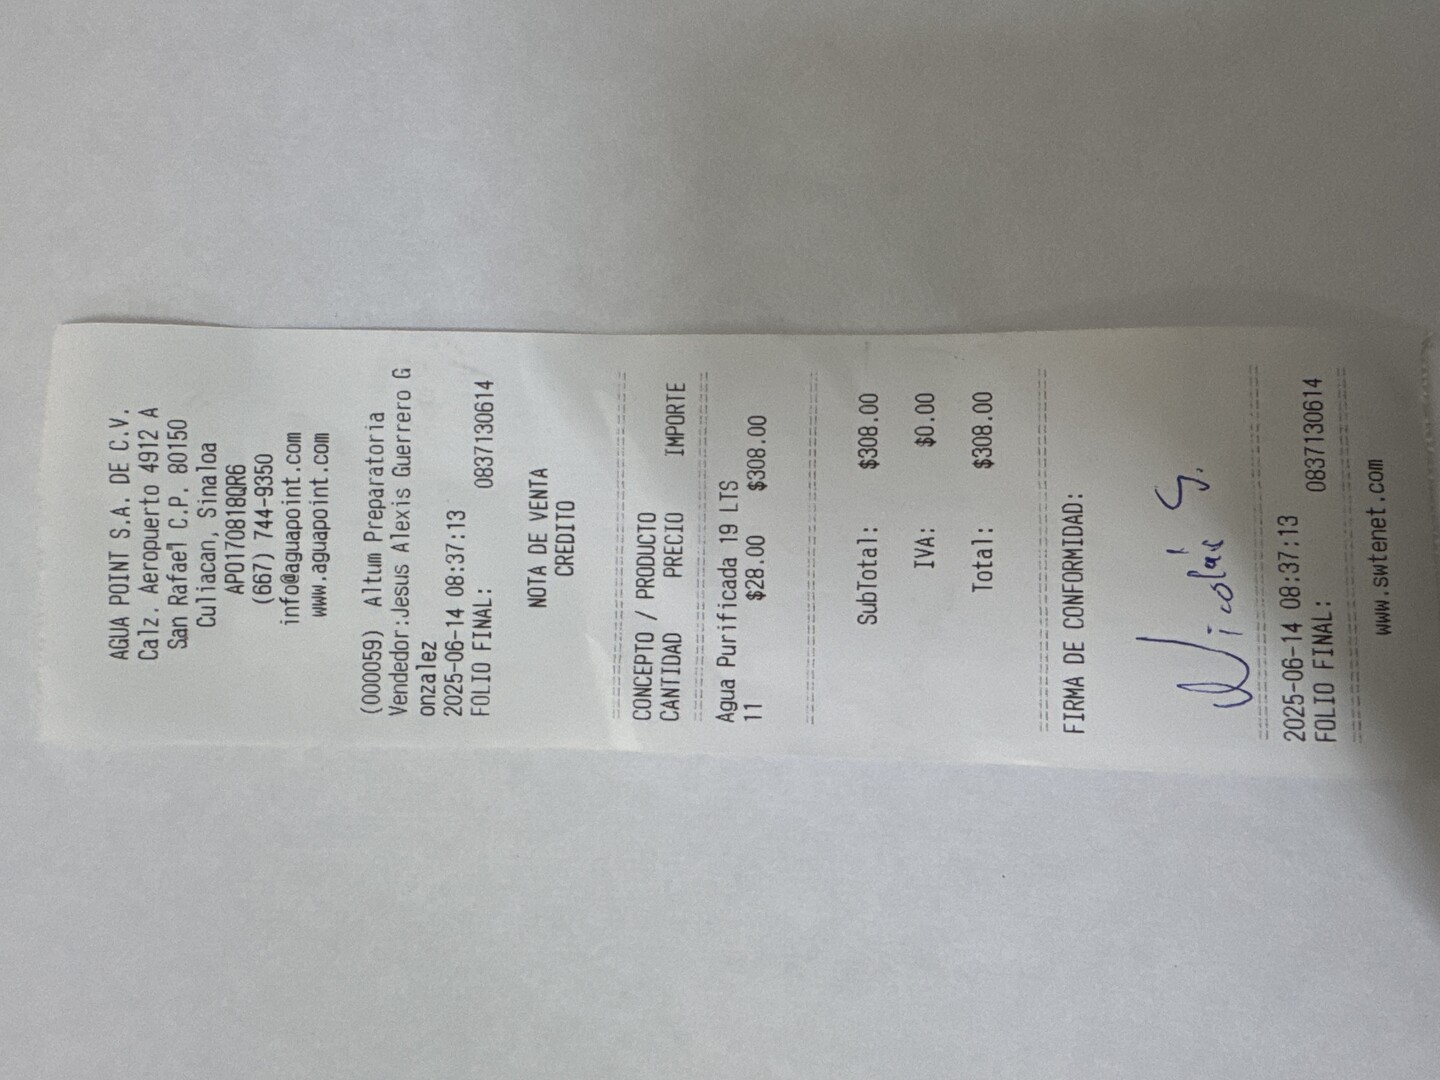 AGUA POINT S.A. DE C.V.
Calz. Aeropuerto 4912 A
San Rafael C.P. 80150
Culiacan, Sinaloa
APO170818QR6
(667) 744-9350
info@aguapoint.com
www.aguapoint.com
(000059) Altum Preparatoria
Vendedor:Jesus Alexis Guerrero G
onzalez
2025-06-14 08:37:13
FOLIO FINAL: 0837130614
NOTA DE VENTA
CREDITO
CONCEPTO / PRODUCTO
CANTIDAD PRECIO IMPORTE
Agua Purificada 19 LTS
11 $28.00 $308.00
SubTotal: $308.00
IVA: $0.00
Total: $308.00
FIRMA DE CONFORMIDAD:
Nicolás G.
2025-06-14 08:37:13
FOLIO FINAL: 0837130614
www.swtenet.com